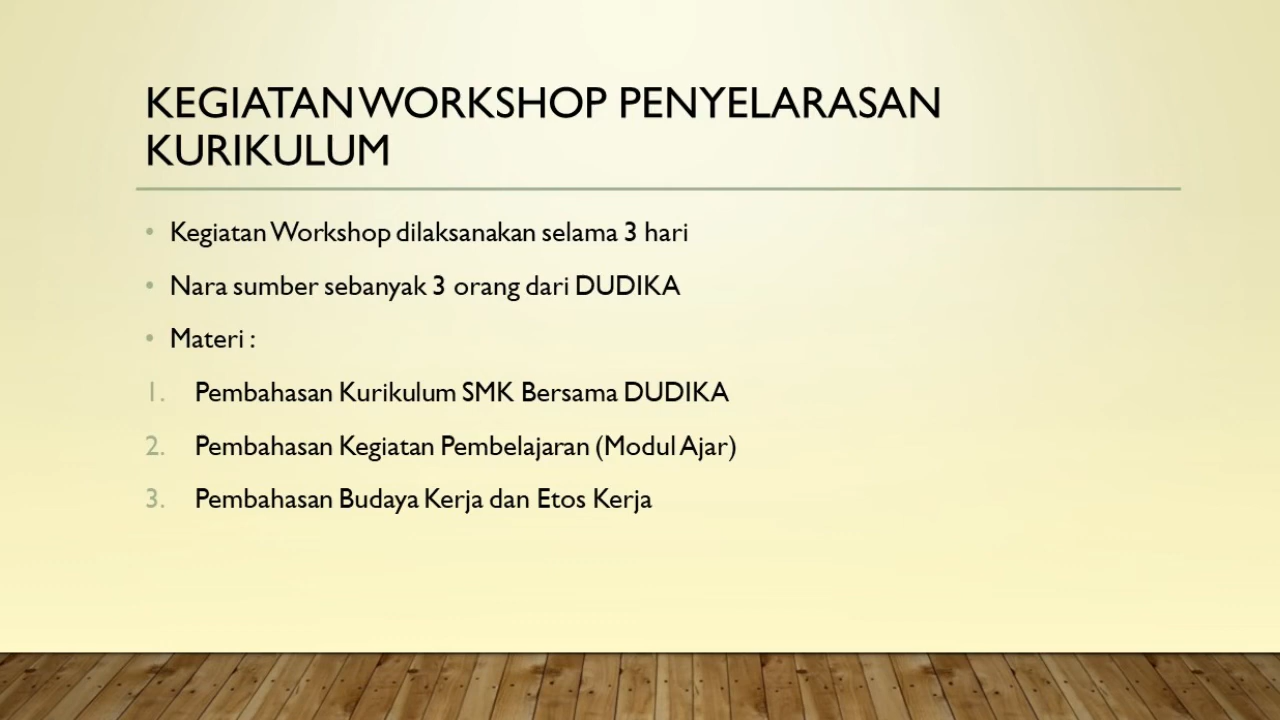 KEGIATAN WORKSHOP PENYELARASAN
KURIKULUM
• Kegiatan Workshop dilaksanakan selama 3 hari
• Nara sumber sebanyak 3 orang dari DUDIKA
• Materi :
1. Pembahasan Kurikulum SMK Bersama DUDIKA
2. Pembahasan Kegiatan Pembelajaran (Modul Ajar)
3. Pembahasan Budaya Kerja dan Etos Kerja